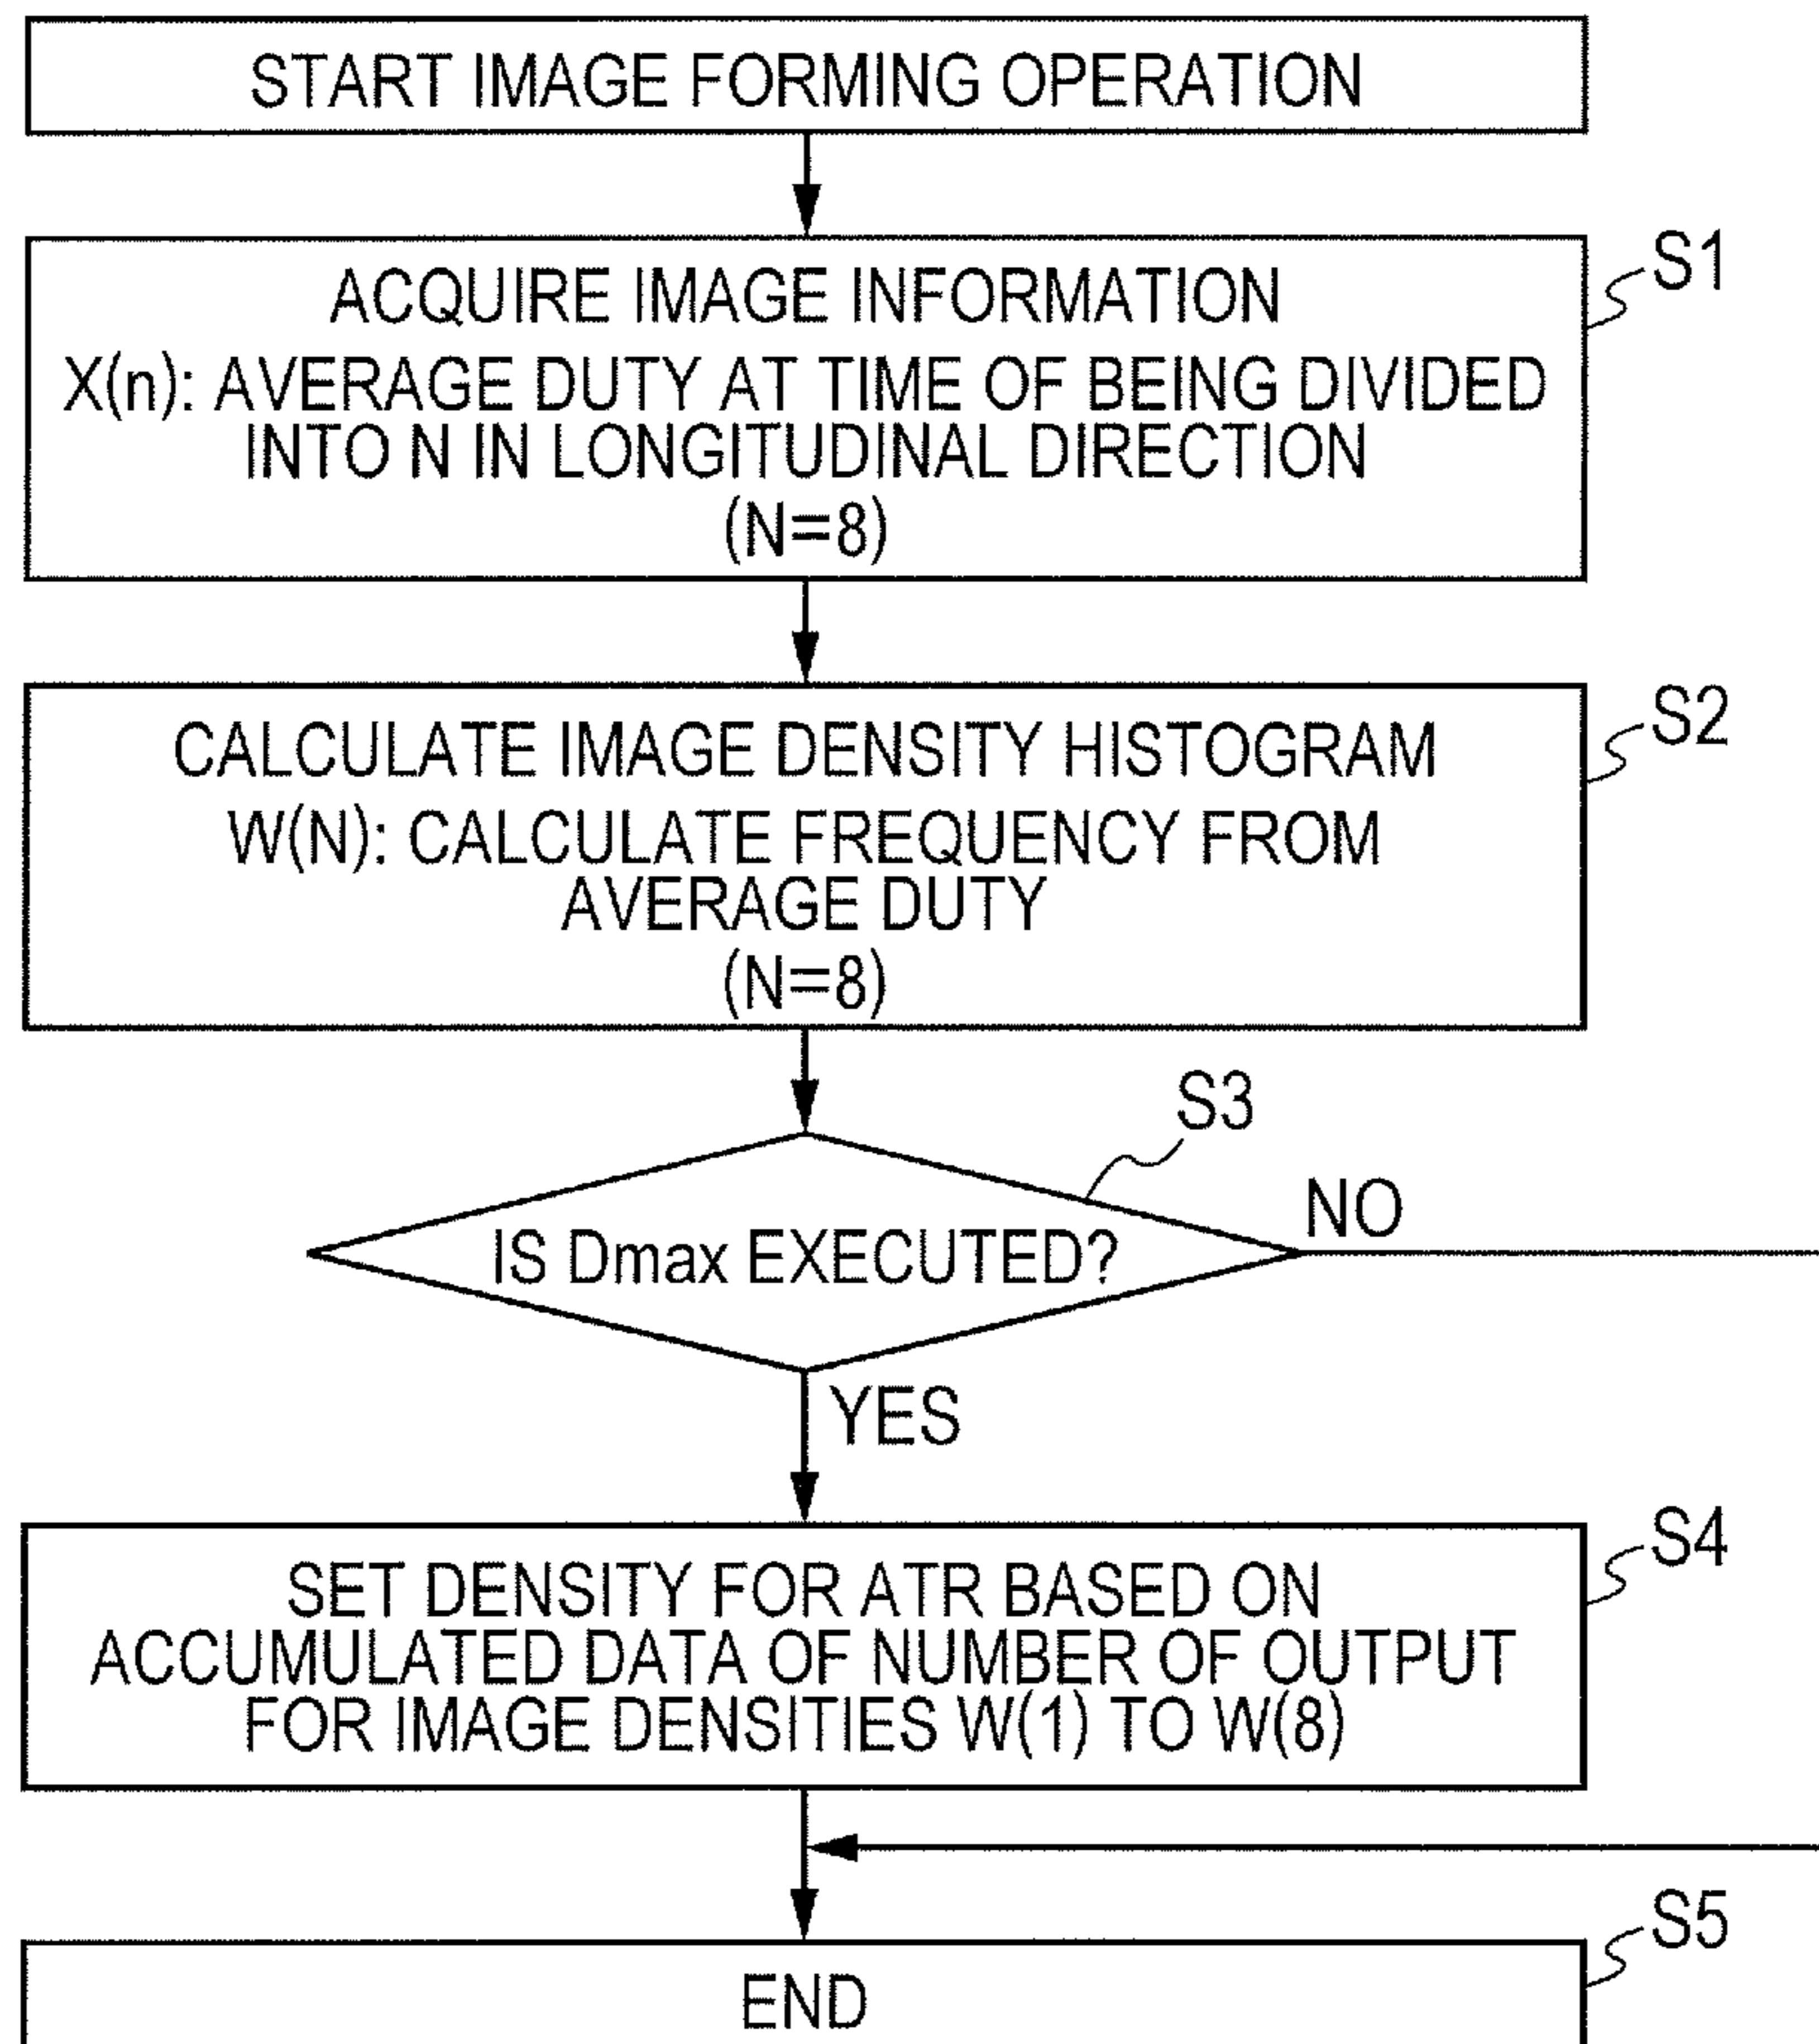 START IMAGE FORMING OPERATION
S1
ACQUIRE IMAGE INFORMATION
X(n): AVERAGE DUTY AT TIME OF BEING DIVIDED
INTO N IN LONGITUDINAL DIRECTION
(N=8)
S2
CALCULATE IMAGE DENSITY HISTOGRAM
W(N): CALCULATE FREQUENCY FROM
AVERAGE DUTY
(N=8)
S3
IS Dmax EXECUTED?
NO
YES
S4
SET DENSITY FOR ATR BASED ON
ACCUMULATED DATA OF NUMBER OF OUTPUT
FOR IMAGE DENSITIES W(1) TO W(8)
S5
END